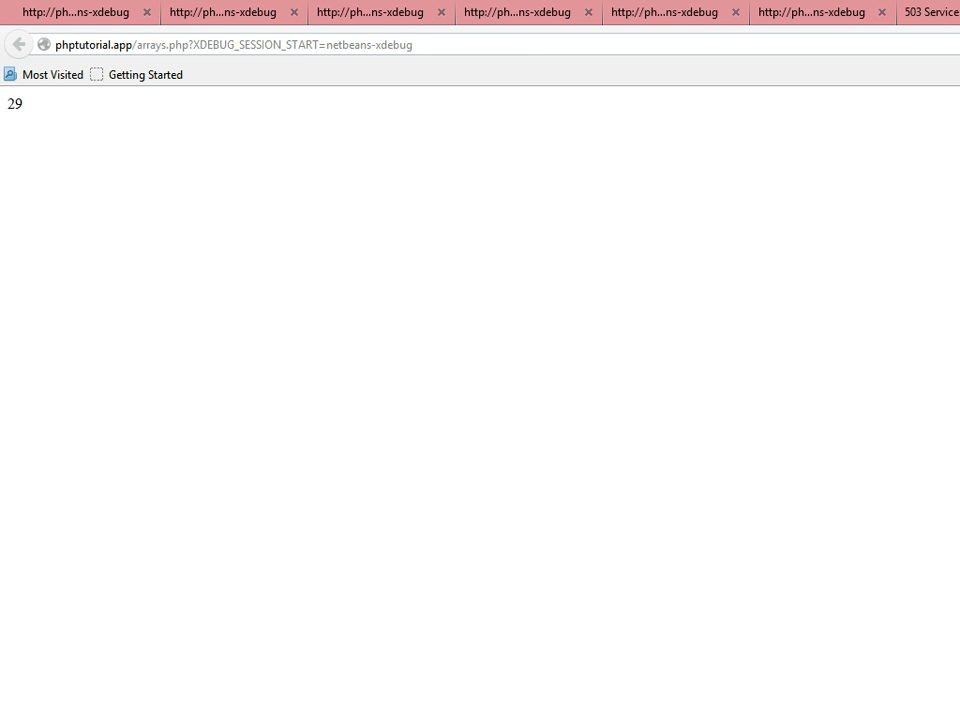 http://ph...ns-xdebug http://ph...ns-xdebug http://ph...ns-xdebug http://ph...ns-xdebug http://ph...ns-xdebug http://ph...ns-xdebug 503 Service
phptutorial.app/arrays.php?XDEBUG_SESSION_START=netbeans-xdebug
Most Visited Getting Started
29